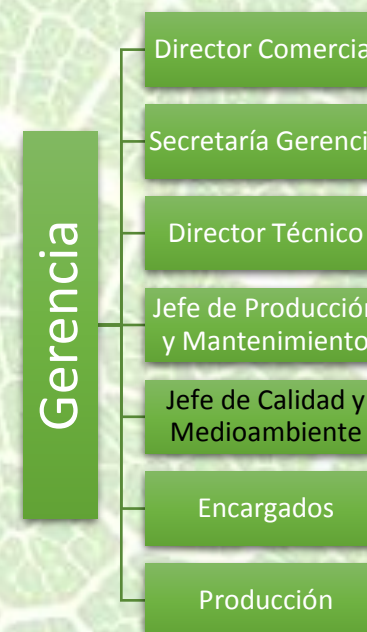 Gerencia
Director Comercia
Secretaría Gerenci
Director Técnico
Jefe de Producción
y Mantenimiento
Jefe de Calidad y
Medioambiente
Encargados
Producción